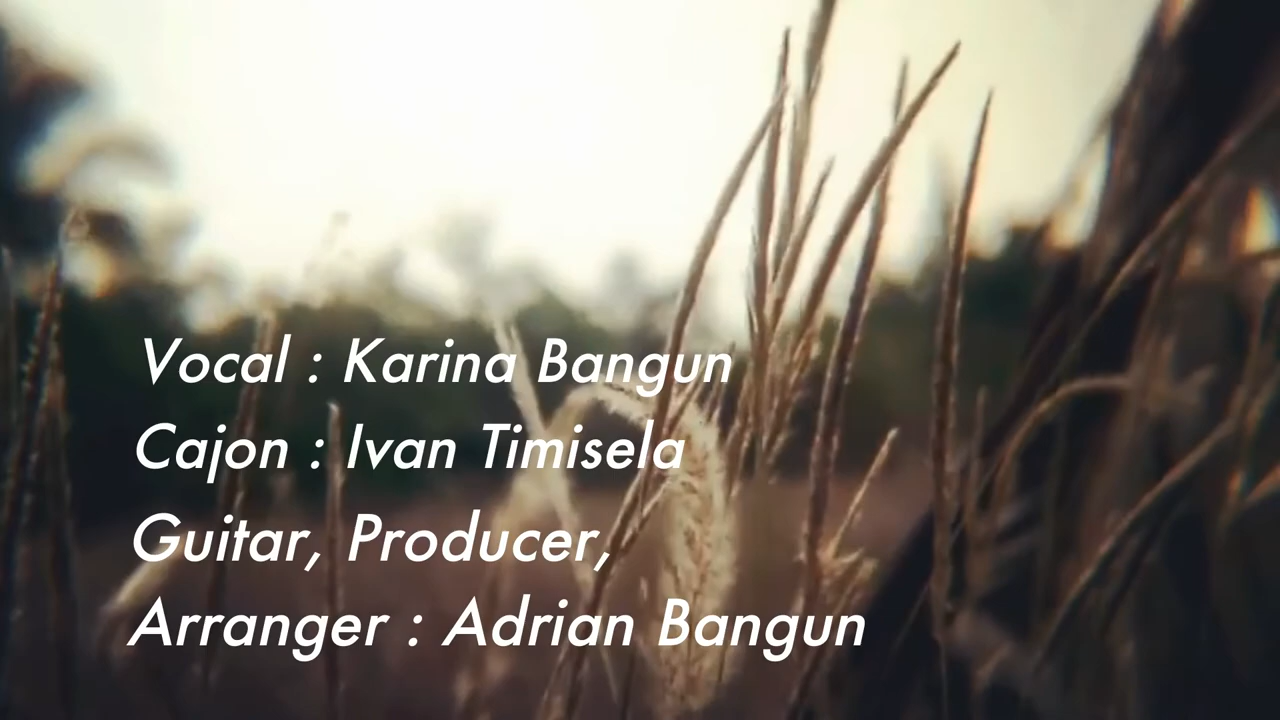 Vocal : Karina Bangun
Cajon : Ivan Timisela
Guitar, Producer,
Arranger : Adrian Bangun